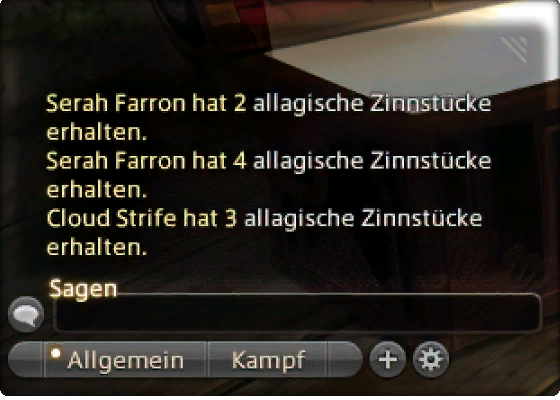 Serah Farron hat 2 allagische Zinnstücke
erhalten.
Serah Farron hat 4 allagische Zinnstücke
erhalten.
Cloud Strife hat 3 allagische Zinnstücke
erhalten.
Sagen
Allgemein Kampf